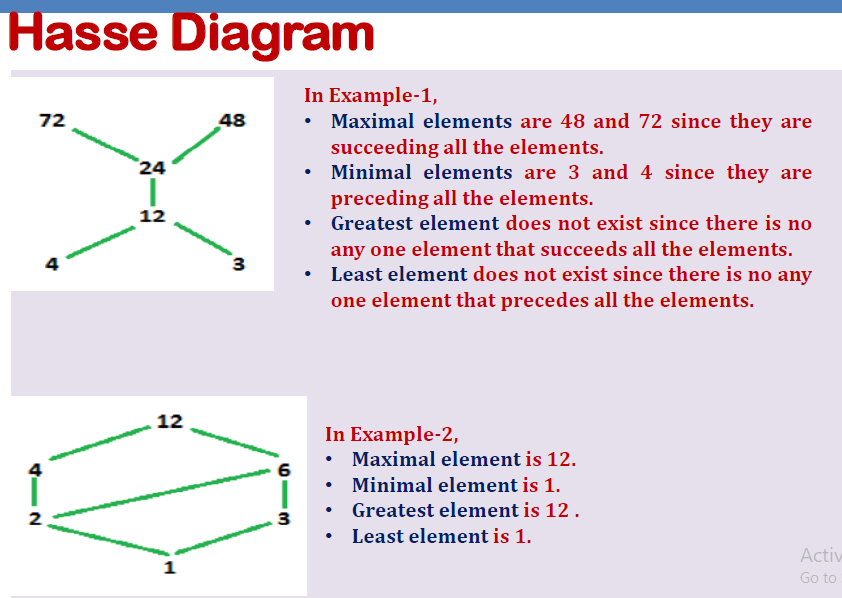 Hasse Diagram
72
48
24
12
4
3
In Example-1,
• Maximal elements are 48 and 72 since they are
succeeding all the elements.
• Minimal elements are 3 and 4 since they are
preceding all the elements.
• Greatest element does not exist since there is no
any one element that succeeds all the elements.
• Least element does not exist since there is no any
one element that precedes all the elements.
12
4
6
2
3
1
In Example-2,
• Maximal element is 12.
• Minimal element is 1.
• Greatest element is 12 .
• Least element is 1.
Activ
Go to